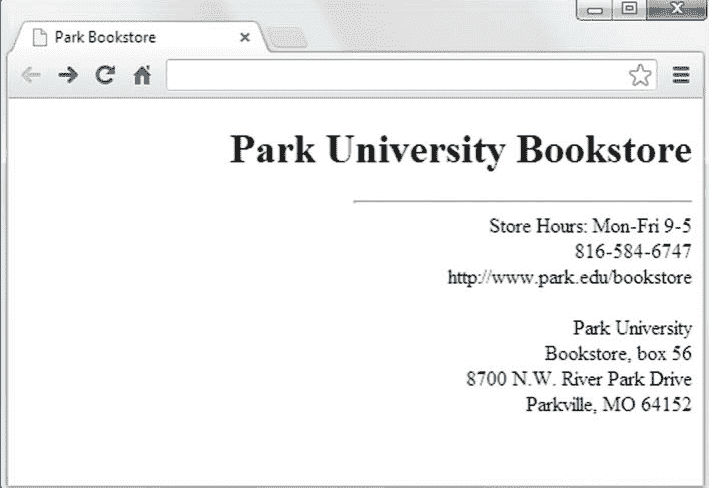 Park Bookstore
Park University Bookstore
Store Hours: Mon-Fri 9-5
816-584-6747
http://www.park.edu/bookstore
Park University
Bookstore, box 56
8700 N.W. River Park Drive
Parkville, MO 64152